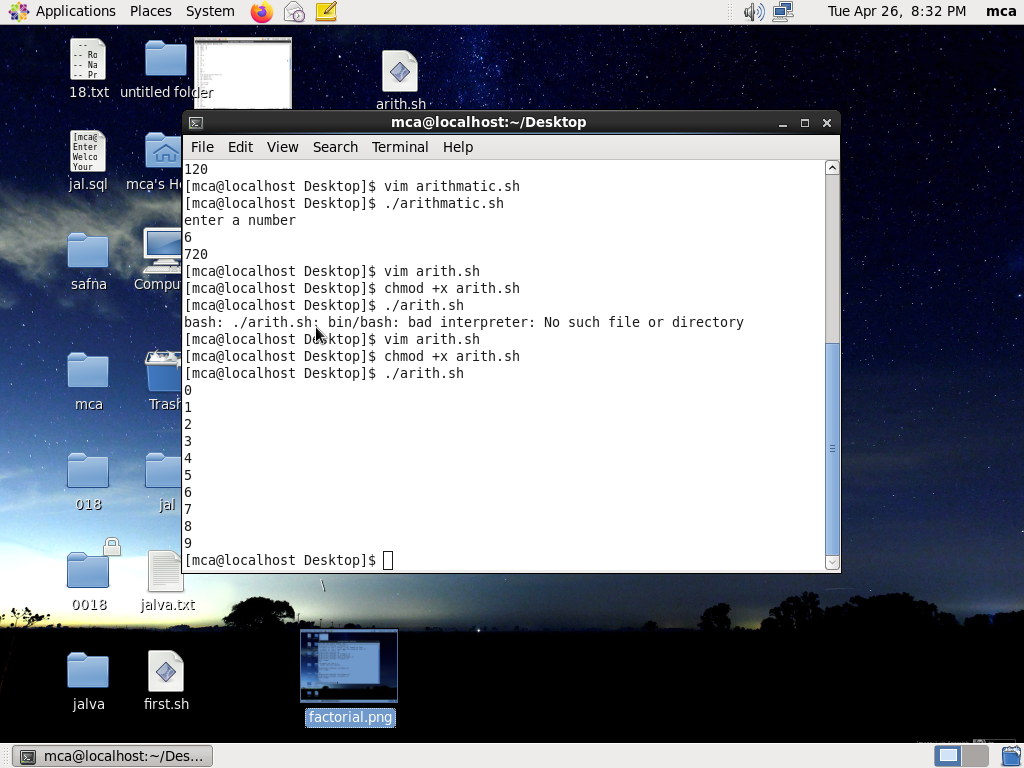 Applications Places System Tue Apr 26, 8:32 PM mca
--
-- Ro
-- Na
-- Pr
18.txt
untitled folder
arith.sh
mca@localhost:~/Desktop
File Edit View Search Terminal Help
120
[mca@localhost Desktop]$ vim arithmatic.sh
[mca@localhost Desktop]$ ./arithmatic.sh
enter a number
6
720
[mca@localhost Desktop]$ vim arith.sh
[mca@localhost Desktop]$ chmod +x arith.sh
[mca@localhost Desktop]$ ./arith.sh
bash: ./arith.sh: bin/bash: bad interpreter: No such file or directory
[mca@localhost Desktop]$ vim arith.sh
[mca@localhost Desktop]$ chmod +x arith.sh
[mca@localhost Desktop]$ ./arith.sh
0
1
2
3
4
5
6
7
8
9
[mca@localhost Desktop]$
[mca@
Enter
Welco
Your
jal.sql
mca's H
safna
Compu
mca
Trash
018
jal
0018
jalva.txt
jalva
first.sh
factorial.png
mca@localhost:~/Des...